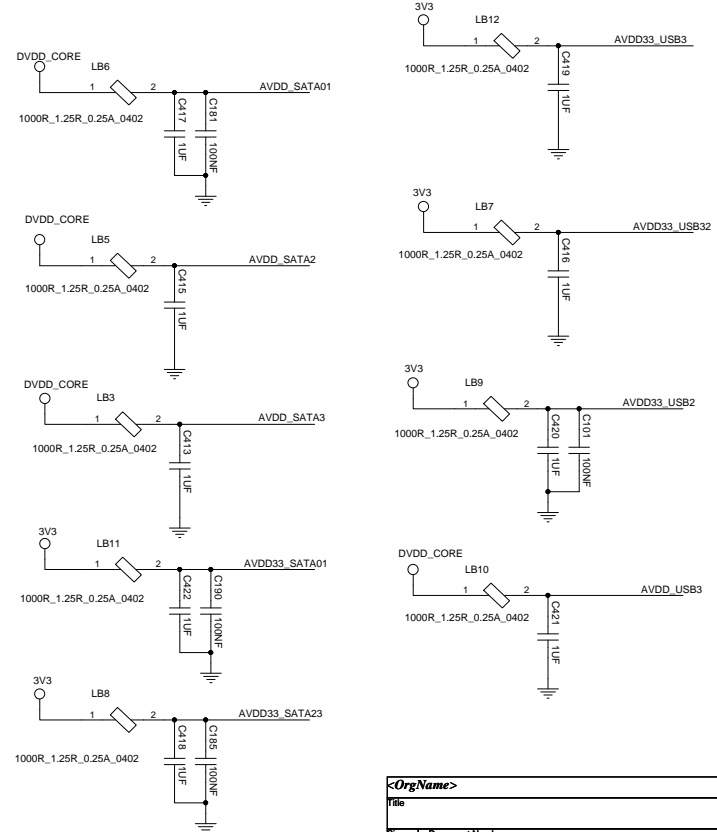 DVDD_CORE
LB6
1 2 AVDD_SATA01
1000R_1.25R_0.25A_0402
C417
1UF
C181
100NF
DVDD_CORE
LB5
1 2 AVDD_SATA2
1000R_1.25R_0.25A_0402
C415
1UF
DVDD_CORE
LB3
1 2 AVDD_SATA3
1000R_1.25R_0.25A_0402
C413
1UF
3V3
LB11
1 2 AVDD33_SATA01
1000R_1.25R_0.25A_0402
C422
1UF
C190
100NF
3V3
LB8
1 2 AVDD33_SATA23
1000R_1.25R_0.25A_0402
C418
1UF
C185
100NF
3V3
LB12
1 2 AVDD33_USB3
1000R_1.25R_0.25A_0402
C419
1UF
3V3
LB7
1 2 AVDD33_USB32
1000R_1.25R_0.25A_0402
C416
1UF
3V3
LB9
1 2 AVDD33_USB2
1000R_1.25R_0.25A_0402
C420
1UF
C101
100NF
DVDD_CORE
LB10
1 2 AVDD_USB3
1000R_1.25R_0.25A_0402
C421
1UF
<OrgName>
Title